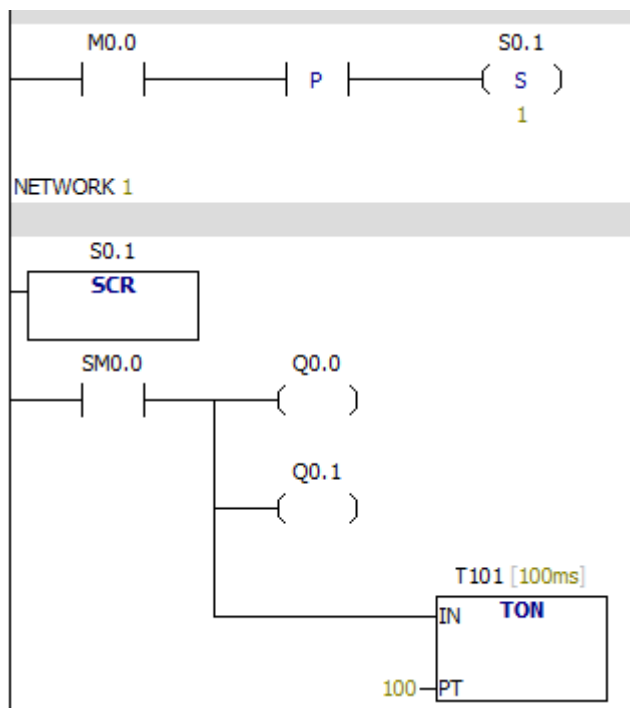 M0.0 S0.1
P S
1
NETWORK 1
S0.1
SCR
SM0.0 Q0.0
Q0.1
T101 [100ms]
IN TON
100 PT